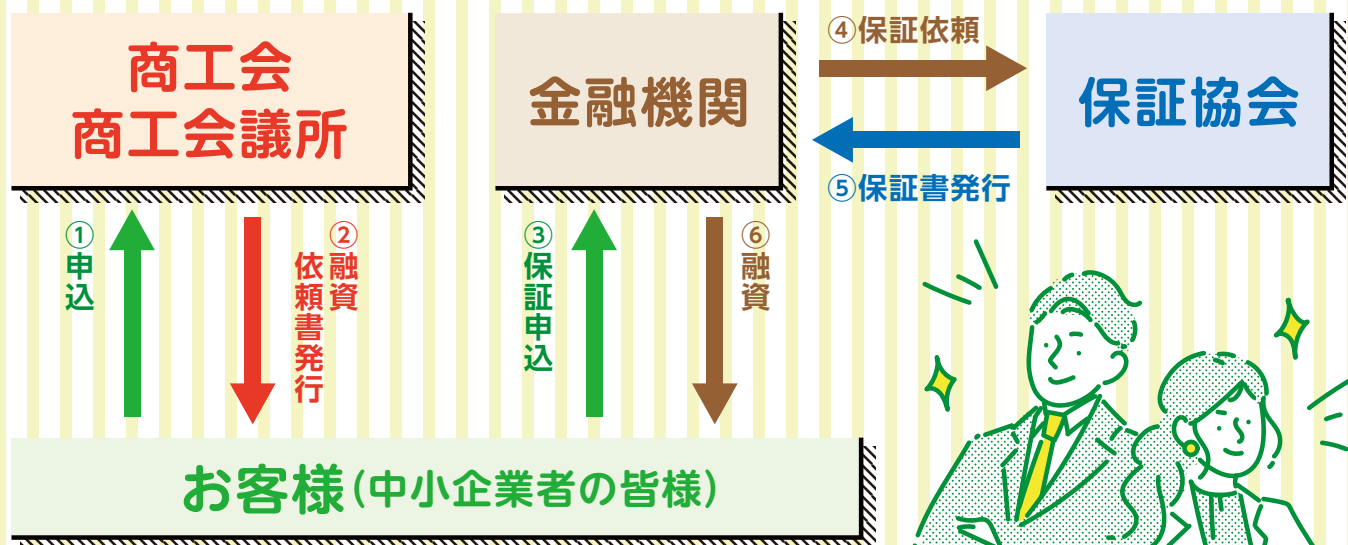 商工会
商工会議所
金融機関
④保証依頼
保証協会
⑤保証書発行
①申込
②融資
依頼書発行
③保証申込
⑥融資
お客様(中小企業者の皆様)